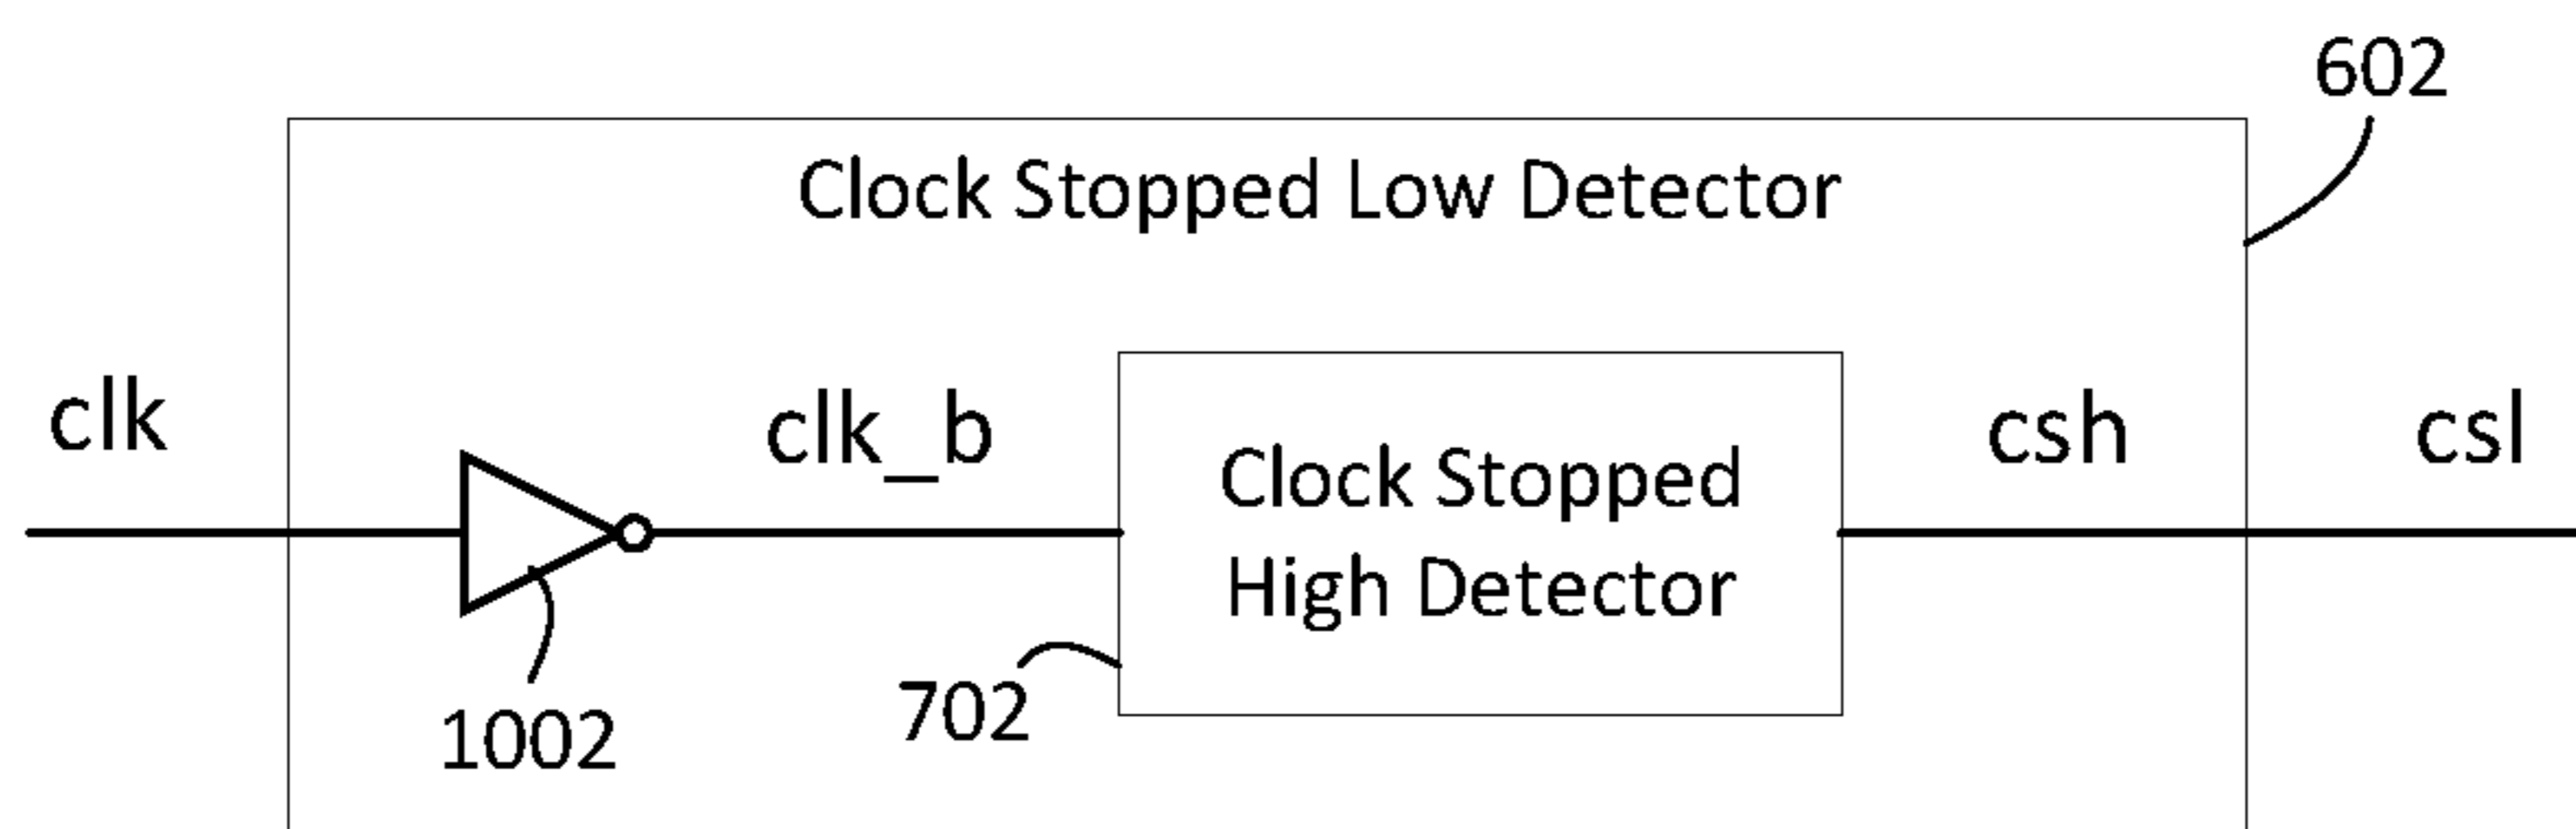 602
Clock Stopped Low Detector
clk
clk_b
Clock Stopped
High Detector
csh
csl
702
1002